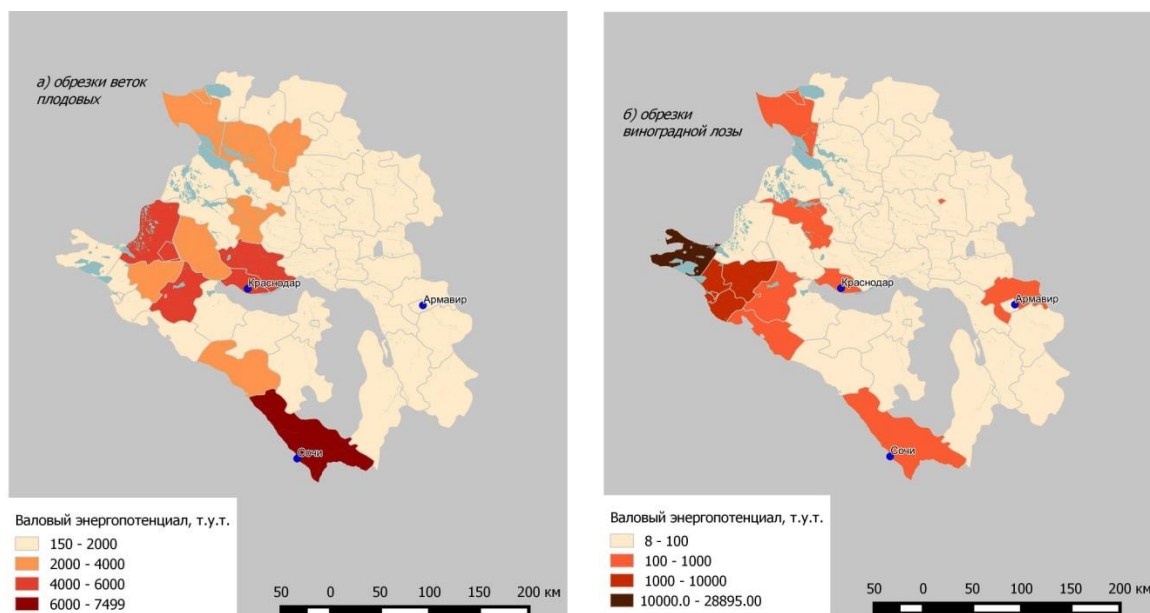 а) обрезки веток
плодовых
Краснодар
Армавир
Сочи
Валовый энергопотенциал, т.у.т.
150 - 2000
2000 - 4000
4000 - 6000
6000 - 7499
50 0 50 100 150 200 км
б) обрезки
виноградной лозы
Краснодар
Армавир
Сочи
Валовый энергопотенциал, т.у.т.
8 - 100
100 - 1000
1000 - 10000
10000.0 - 28895.00
50 0 50 100 150 200 км